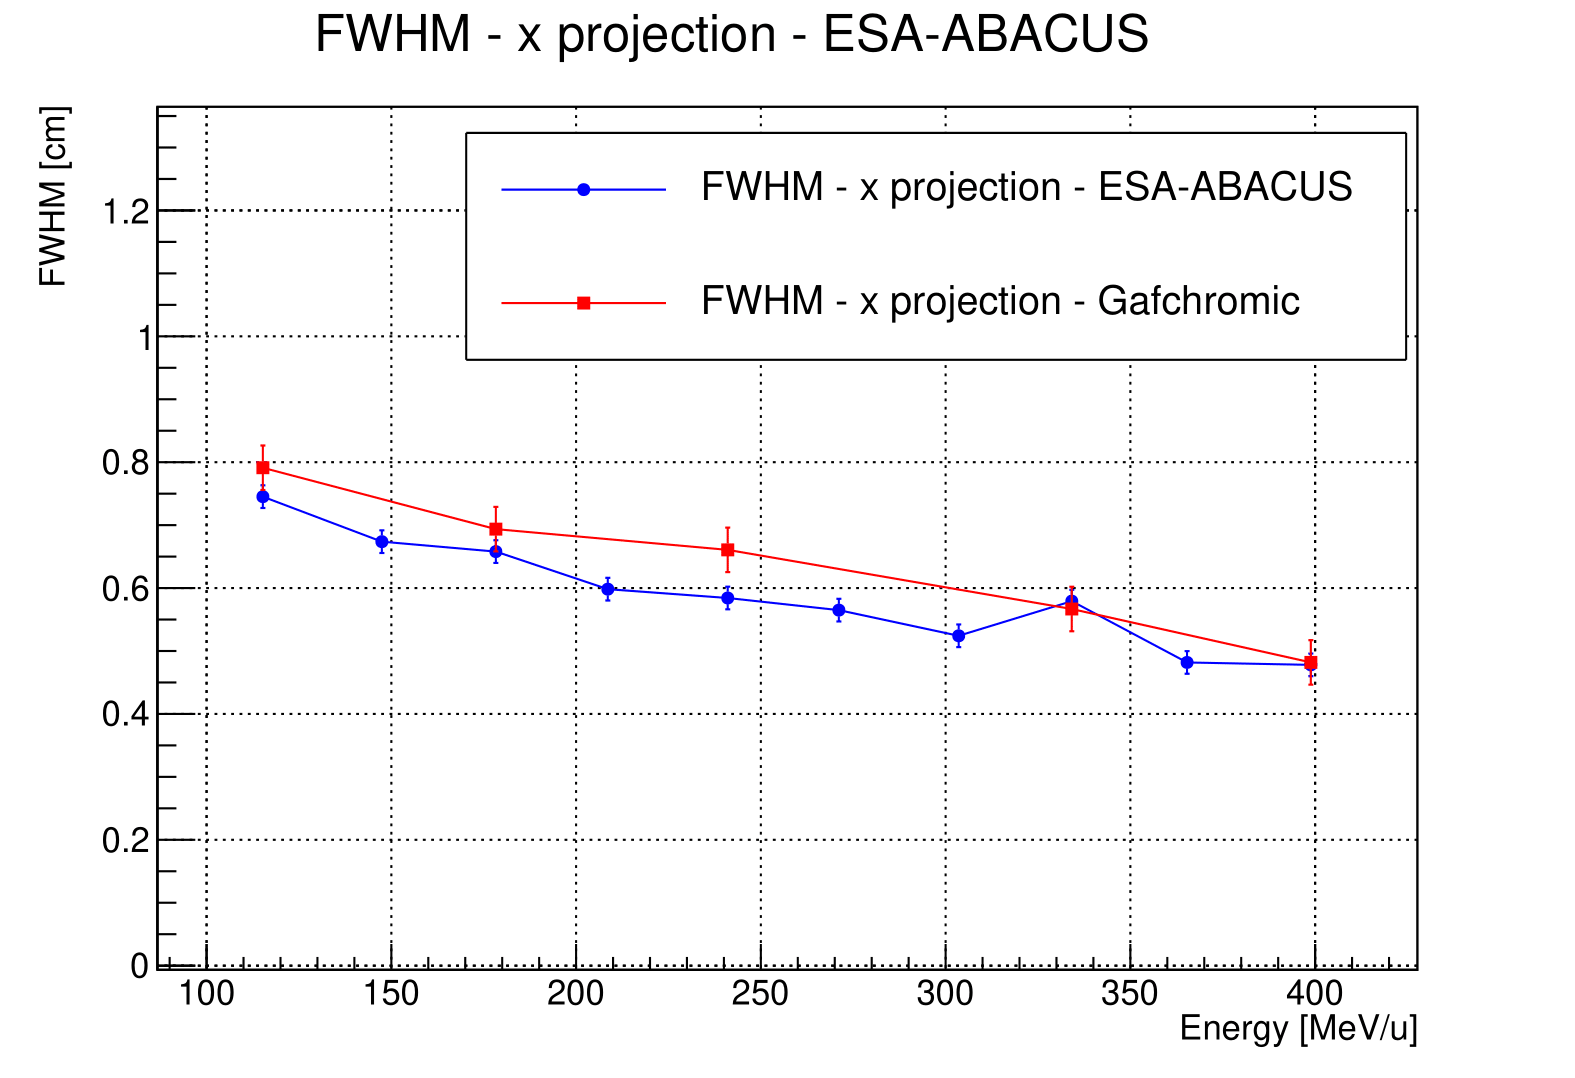 FWHM - x projection - ESA-ABACUS
FWHM [cm]
FWHM - x projection - ESA-ABACUS
FWHM - x projection - Gafchromic
1.2
1
0.8
0.6
0.4
0.2
0
100 150 200 250 300 350 400
Energy [MeV/u]